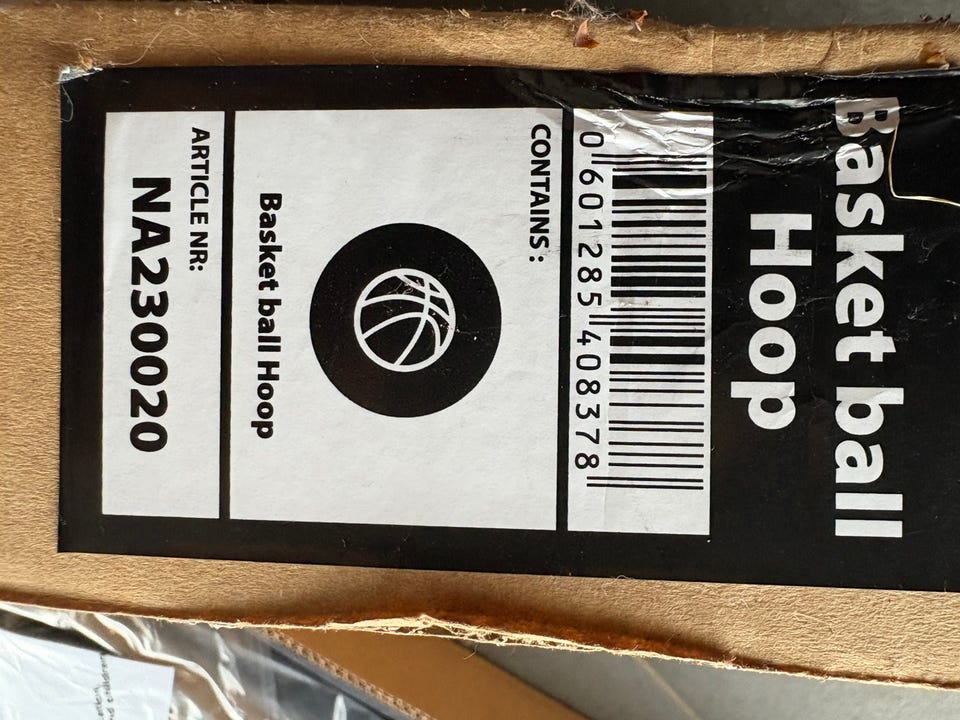 Basket ball
Hoop
0 601285 408378
CONTAINS:
Basket ball Hoop
ARTICLE NR:
NA230020